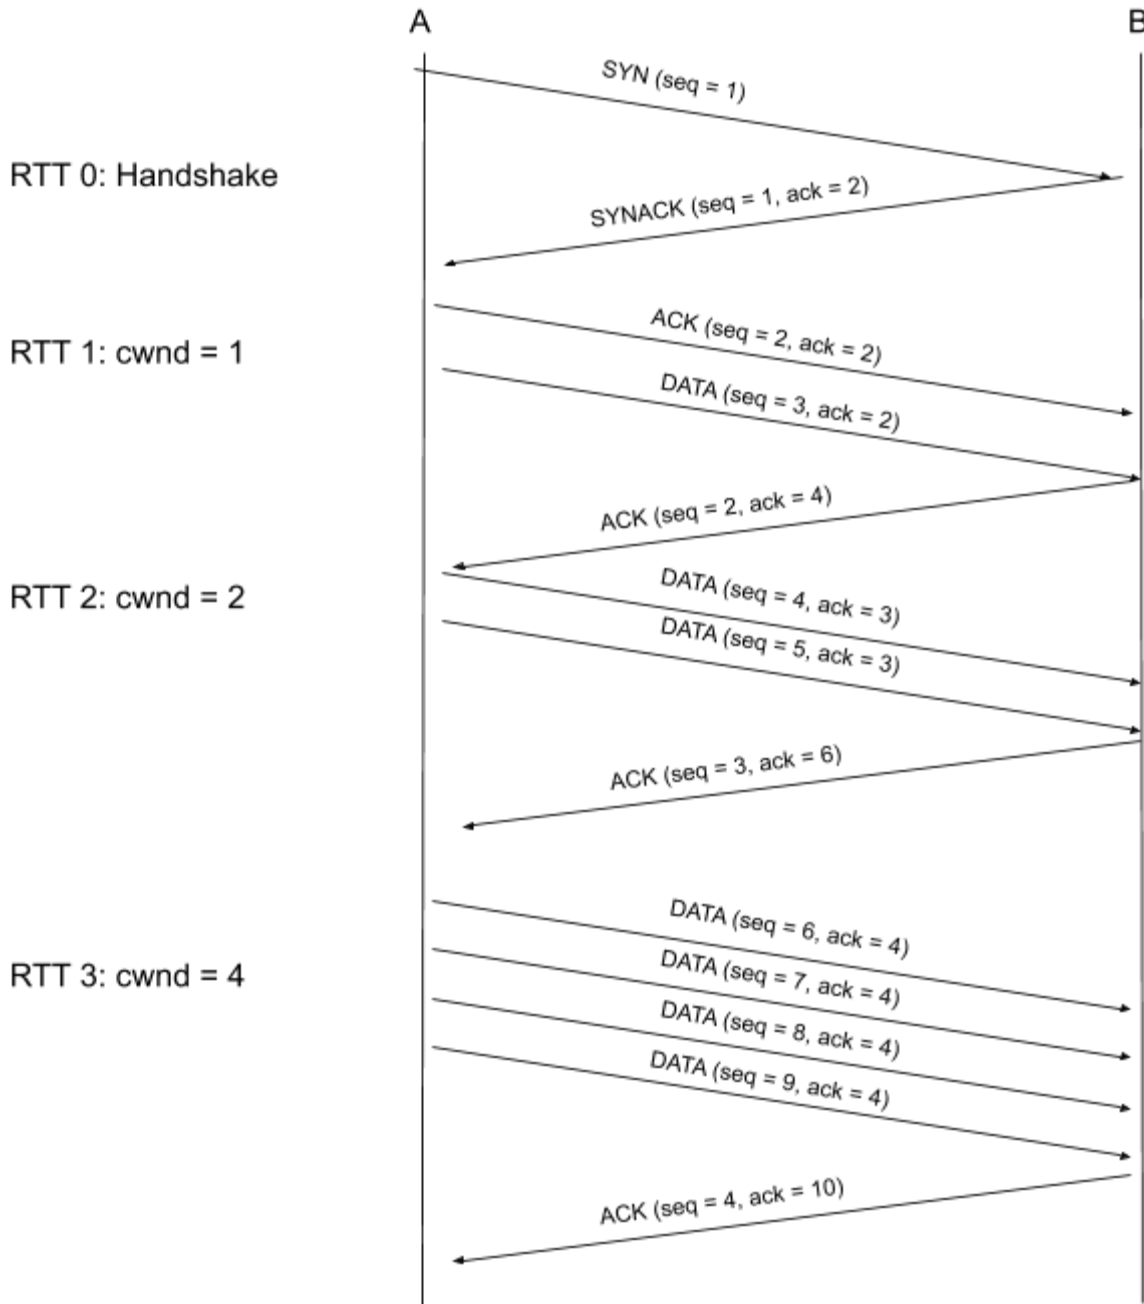 A
B
SYN (seq = 1)
RTT 0: Handshake
SYNACK (seq = 1, ack = 2)
ACK (seq = 2, ack = 2)
RTT 1: cwnd = 1
DATA (seq = 3, ack = 2)
ACK (seq = 2, ack = 4)
DATA (seq = 4, ack = 3)
RTT 2: cwnd = 2
DATA (seq = 5, ack = 3)
ACK (seq = 3, ack = 6)
DATA (seq = 6, ack = 4)
RTT 3: cwnd = 4
DATA (seq = 7, ack = 4)
DATA (seq = 8, ack = 4)
DATA (seq = 9, ack = 4)
ACK (seq = 4, ack = 10)